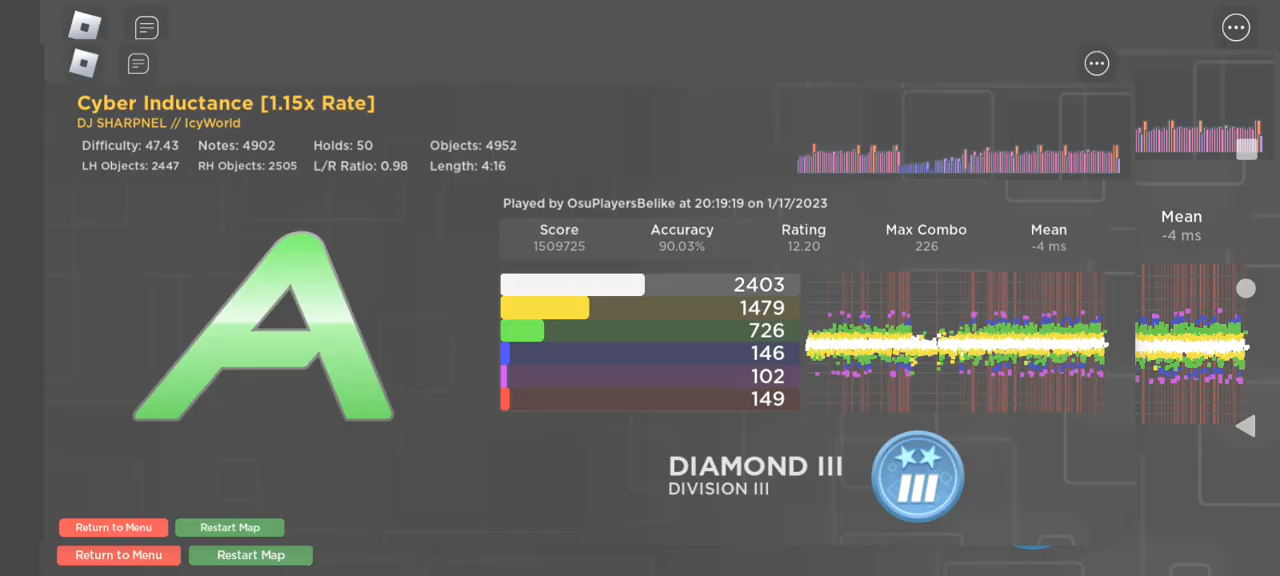 Cyber Inductance [1.15x Rate]
DJ SHARPNEL // IcyWorld
Difficulty: 47.43 Notes: 4902 Holds: 50 Objects: 4952
LH Objects: 2447 RH Objects: 2505 L/R Ratio: 0.98 Length: 4:16
Played by OsuPlayersBelike at 20:19:19 on 1/17/2023
Score Accuracy Rating Max Combo Mean
1509725 90.03% 12.20 226 -4 ms
Mean
-4 ms
A
2403
1479
726
146
102
149
DIAMOND III
DIVISION III
III
Return to Menu Restart Map
Return to Menu Restart Map